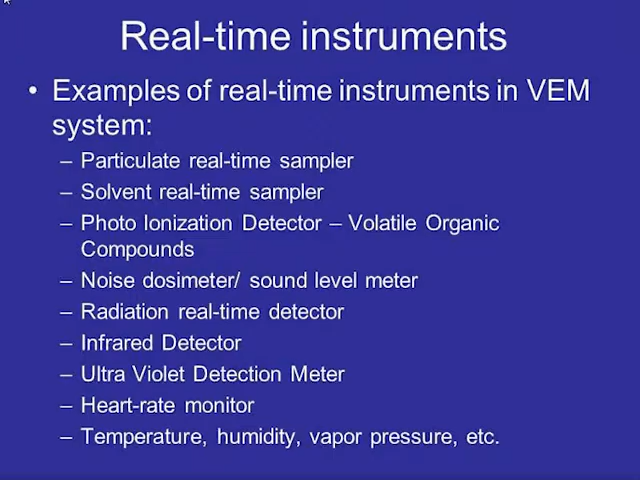 Real-time instruments
• Examples of real-time instruments in VEM
system:
– Particulate real-time sampler
– Solvent real-time sampler
– Photo Ionization Detector – Volatile Organic
Compounds
– Noise dosimeter/ sound level meter
– Radiation real-time detector
– Infrared Detector
– Ultra Violet Detection Meter
– Heart-rate monitor
– Temperature, humidity, vapor pressure, etc.